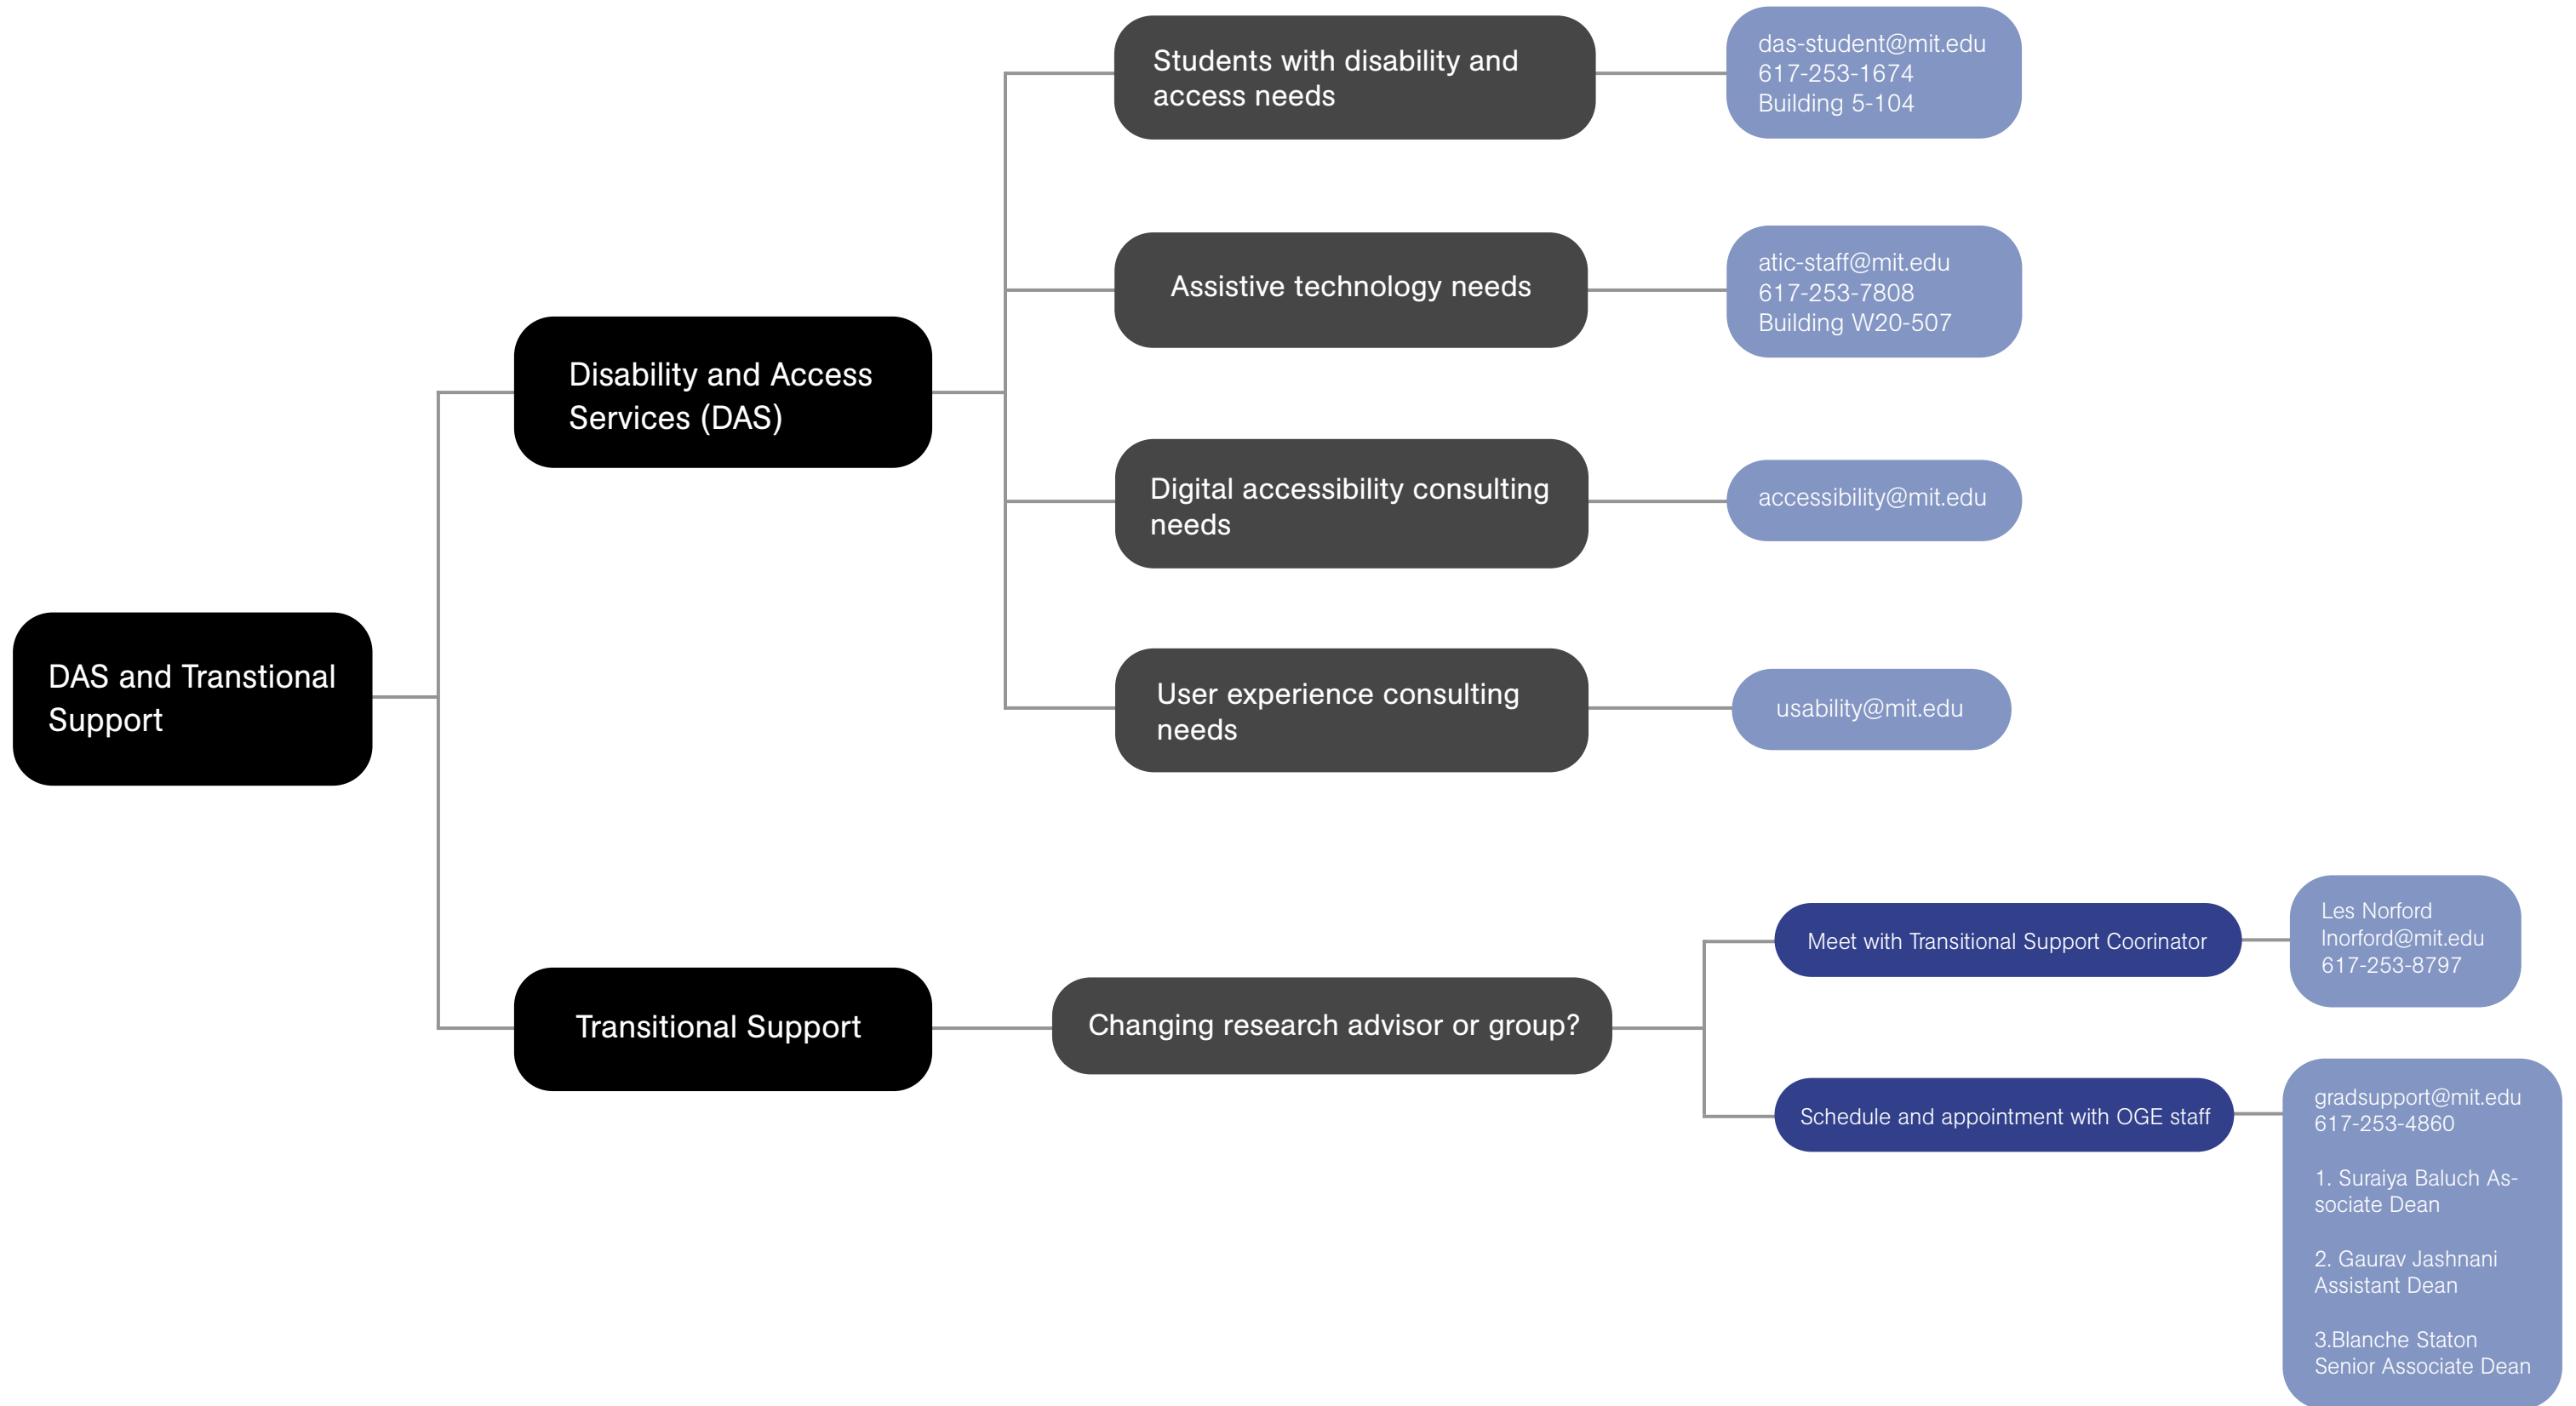 DAS and Transtional
Support
Disability and Access
Services (DAS)
Students with disability and
access needs
das-student@mit.edu
617-253-1674
Building 5-104
Assistive technology needs
atic-staff@mit.edu
617-253-7808
Building W20-507
Digital accessibility consulting
needs
accessibility@mit.edu
User experience consulting
needs
usability@mit.edu
Transitional Support
Changing research advisor or group?
Meet with Transitional Support Coorinator
Les Norford
lnorford@mit.edu
617-253-8797
Schedule and appointment with OGE staff
gradsupport@mit.edu
617-253-4860
1. Suraiya Baluch As-
sociate Dean
2. Gaurav Jashnani
Assistant Dean
3.Blanche Staton
Senior Associate Dean